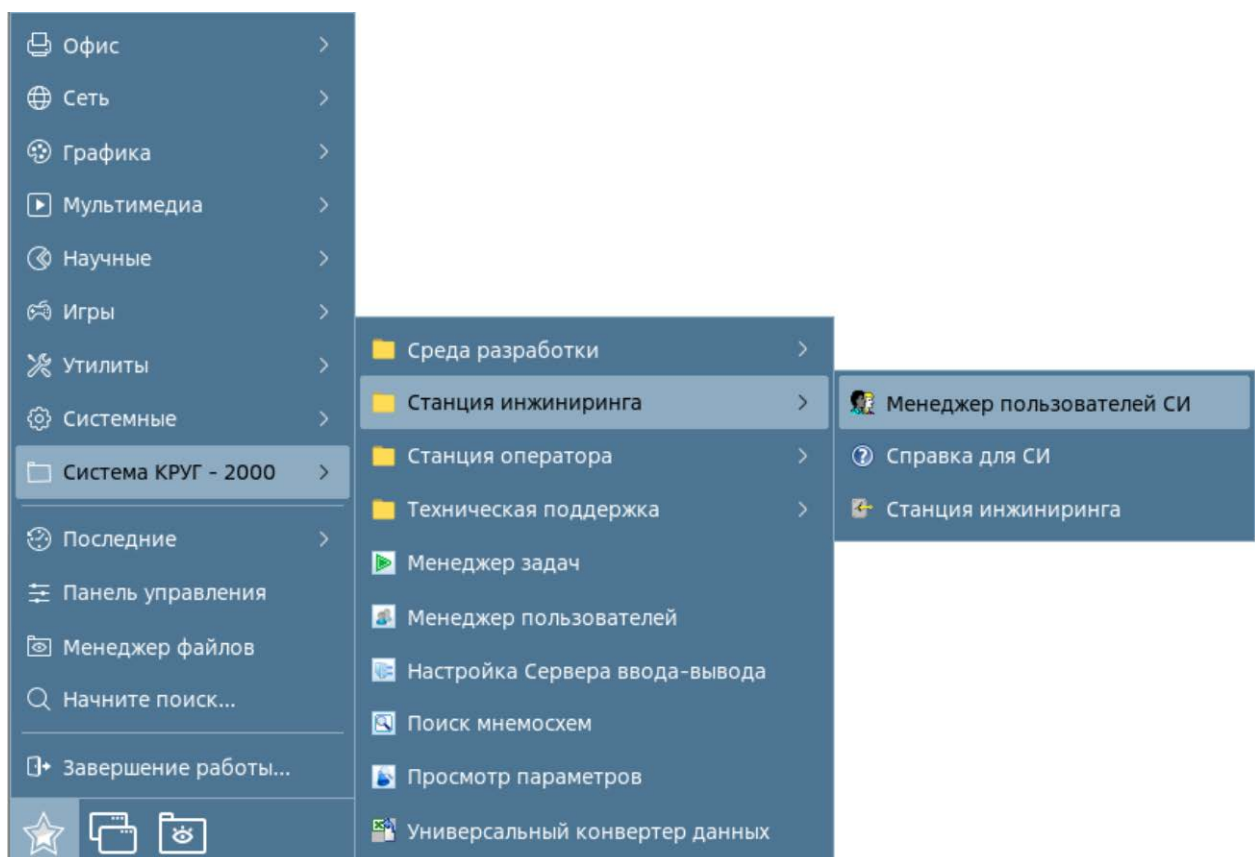 Офис
Сеть
Графика
Мультимедиа
Научные
Игры
Утилиты
Системные
Система КРУГ - 2000
Последние
Панель управления
Менеджер файлов
Начните поиск...
Завершение работы...
Среда разработки
Станция инжиниринга
Станция оператора
Техническая поддержка
Менеджер задач
Менеджер пользователей
Настройка Сервера ввода-вывода
Поиск мнемосхем
Просмотр параметров
Универсальный конвертер данных
Менеджер пользователей СИ
Справка для СИ
Станция инжиниринга